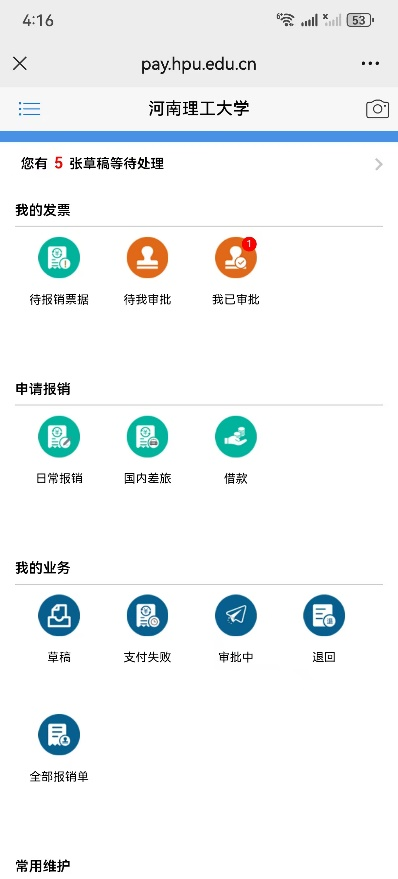 4:16
53
pay.hpu.edu.cn
河南理工大学
您有 5 张草稿等待处理
我的发票
1
待报销票据
待我审批
我已审批
申请报销
日常报销
国内差旅
借款
我的业务
草稿
支付失败
审批中
退回
全部报销单
常用维护